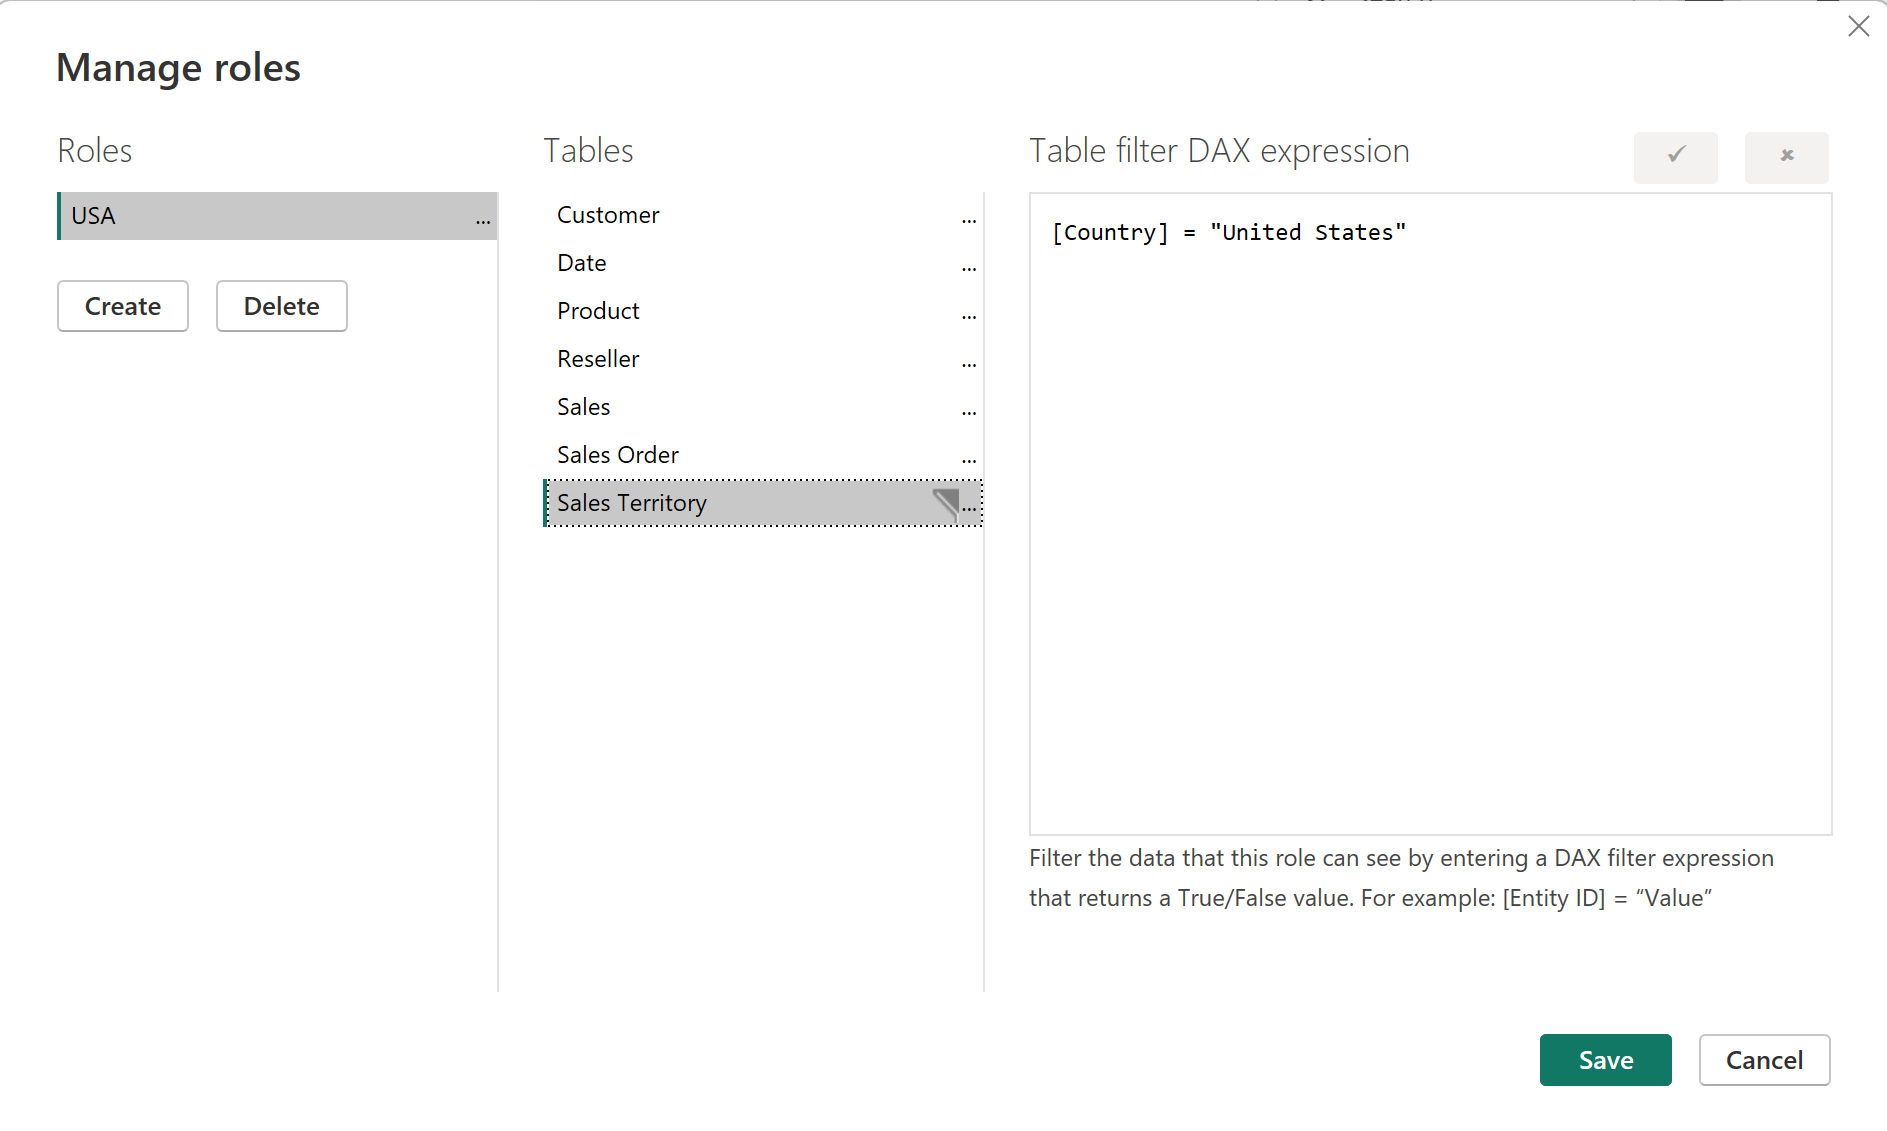 Manage roles
Roles
Tables
Table filter DAX expression
USA ...
Create
Delete
Customer ...
Date ...
Product ...
Reseller ...
Sales ...
Sales Order ...
Sales Territory ...
[Country] = "United States"
Filter the data that this role can see by entering a DAX filter expression
that returns a True/False value. For example: [Entity ID] = “Value”
Save
Cancel